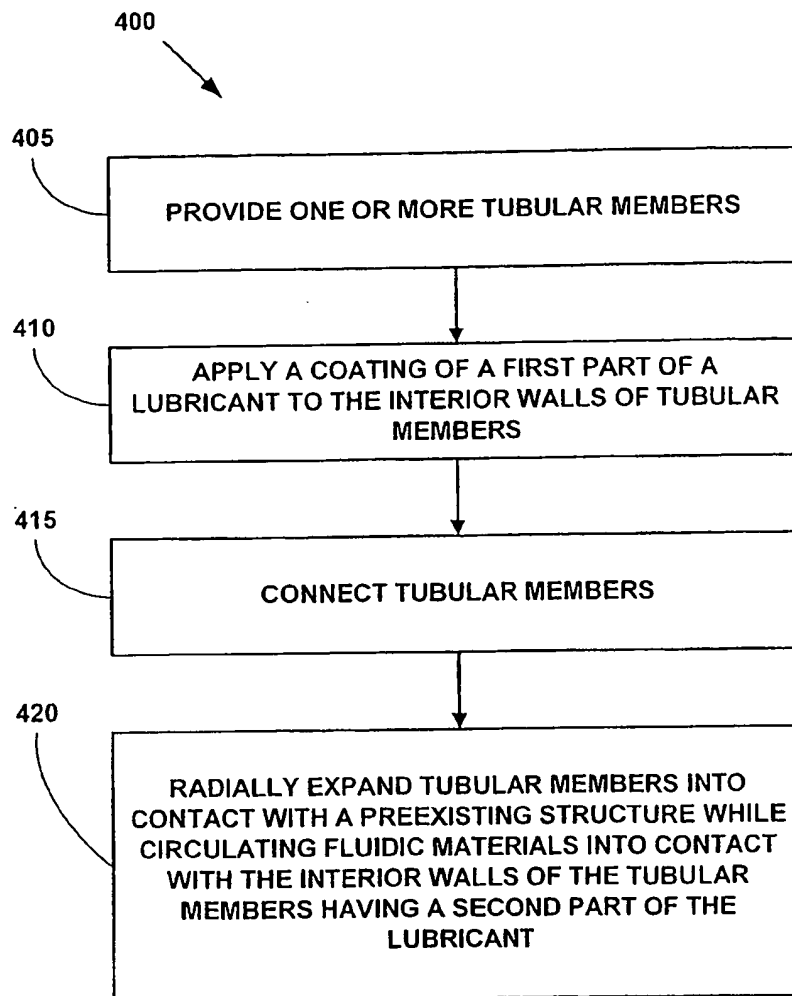 400
405
PROVIDE ONE OR MORE TUBULAR MEMBERS
410
APPLY A COATING OF A FIRST PART OF A
LUBRICANT TO THE INTERIOR WALLS OF TUBULAR
MEMBERS
415
CONNECT TUBULAR MEMBERS
420
RADIALLY EXPAND TUBULAR MEMBERS INTO
CONTACT WITH A PREEXISTING STRUCTURE WHILE
CIRCULATING FLUIDIC MATERIALS INTO CONTACT
WITH THE INTERIOR WALLS OF THE TUBULAR
MEMBERS HAVING A SECOND PART OF THE
LUBRICANT